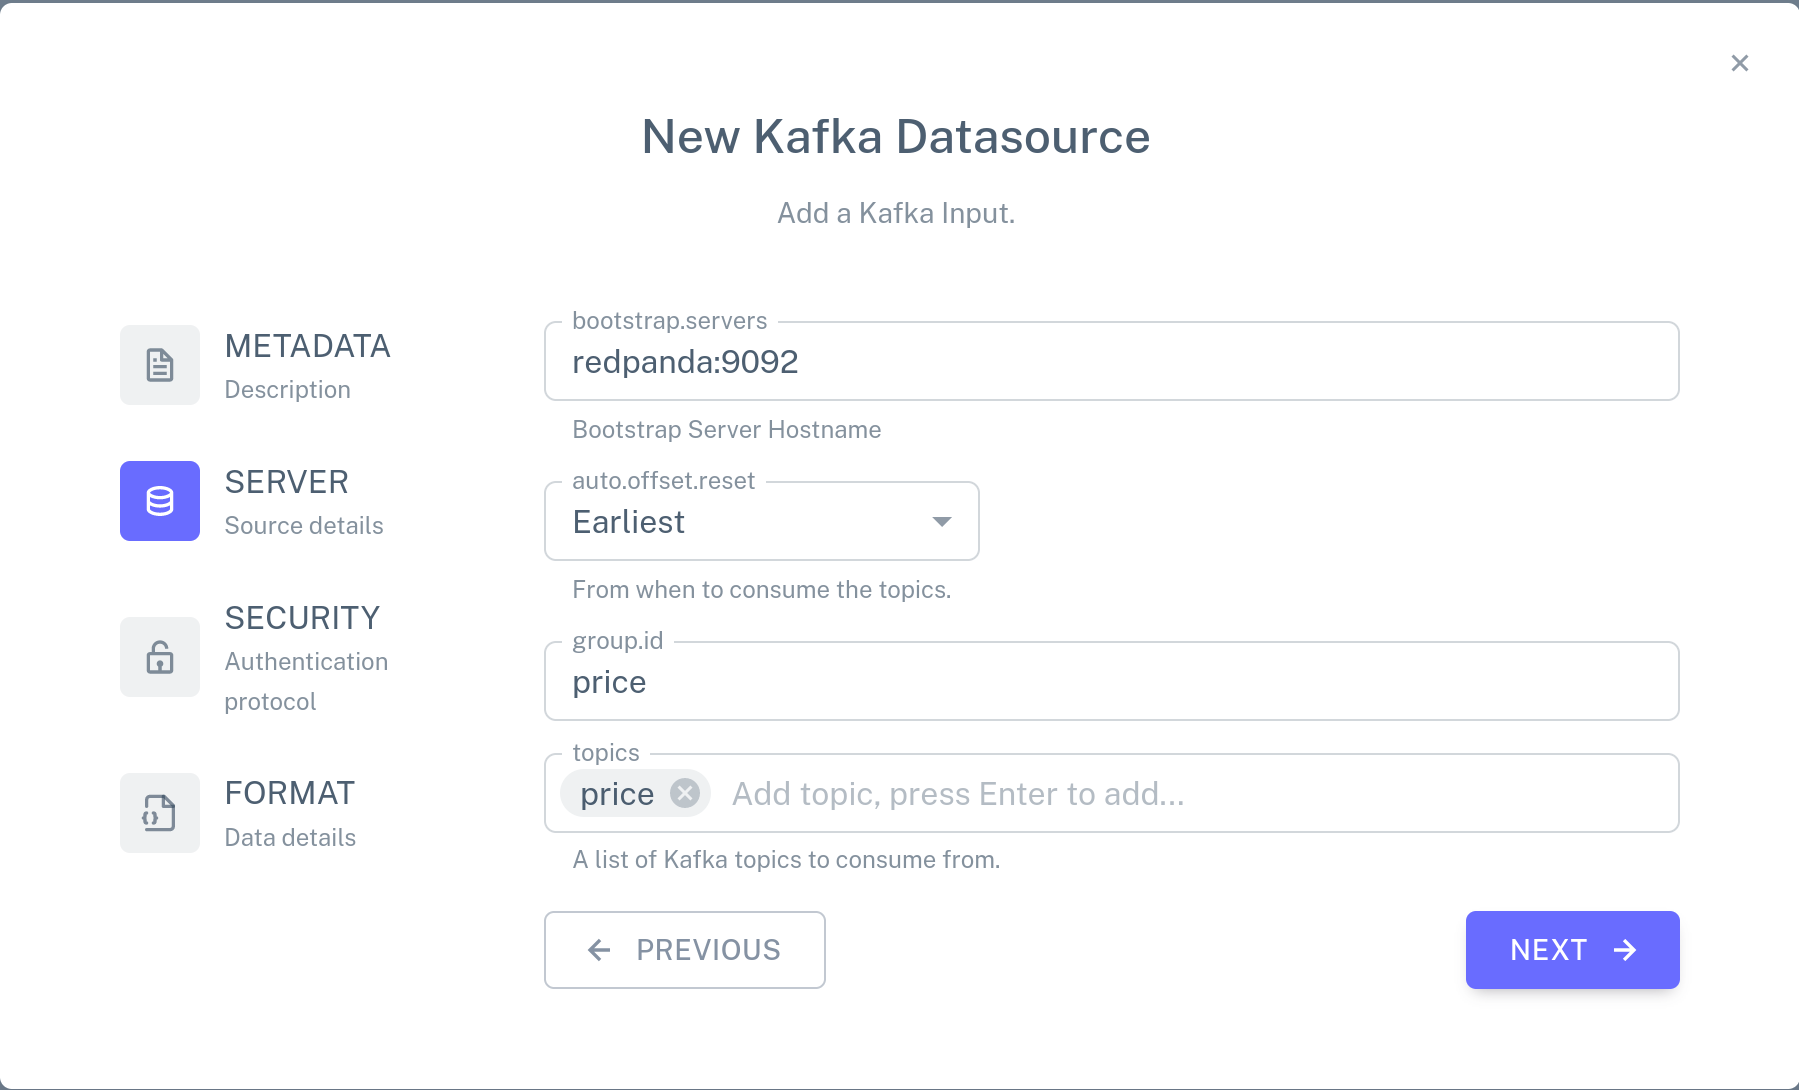 New Kafka Datasource
Add a Kafka Input.
METADATA
Description
SERVER
Source details
SECURITY
Authentication
protocol
FORMAT
Data details
bootstrap.servers
redpanda:9092
Bootstrap Server Hostname
auto.offset.reset
Earliest
From when to consume the topics.
group.id
price
topics
price Add topic, press Enter to add...
A list of Kafka topics to consume from.
PREVIOUS
NEXT